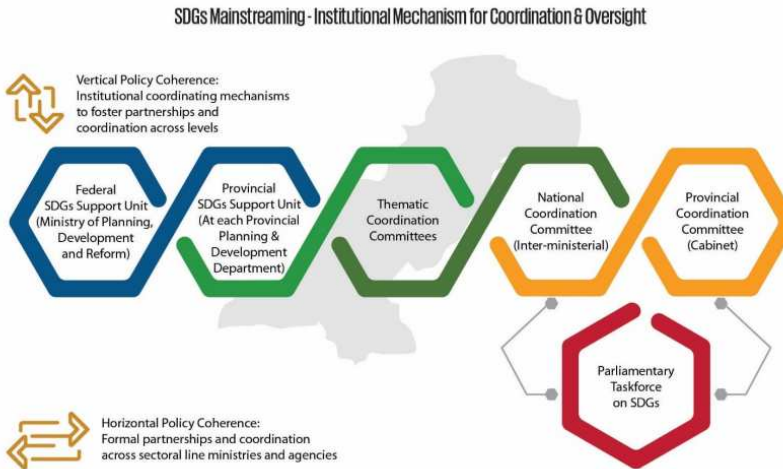 SDGs Mainstreaming - Institutional Mechanism for Coordination & Oversight
Vertical Policy Coherence:
Institutional coordinating mechanisms
to foster partnerships and
coordination across levels
Federal
SDGs Support Unit
(Ministry of Planning,
Development
and Reform)
Provincial
SDGs Support Unit
(At each Provincial
Planning &
Development
Department)
Thematic
Coordination
Committees
National
Coordination
Committee
(Inter-ministerial)
Provincial
Coordination
Committee
(Cabinet)
Parliamentary
Taskforce
on SDGs
Horizontal Policy Coherence:
Formal partnerships and coordination
across sectoral line ministries and agencies